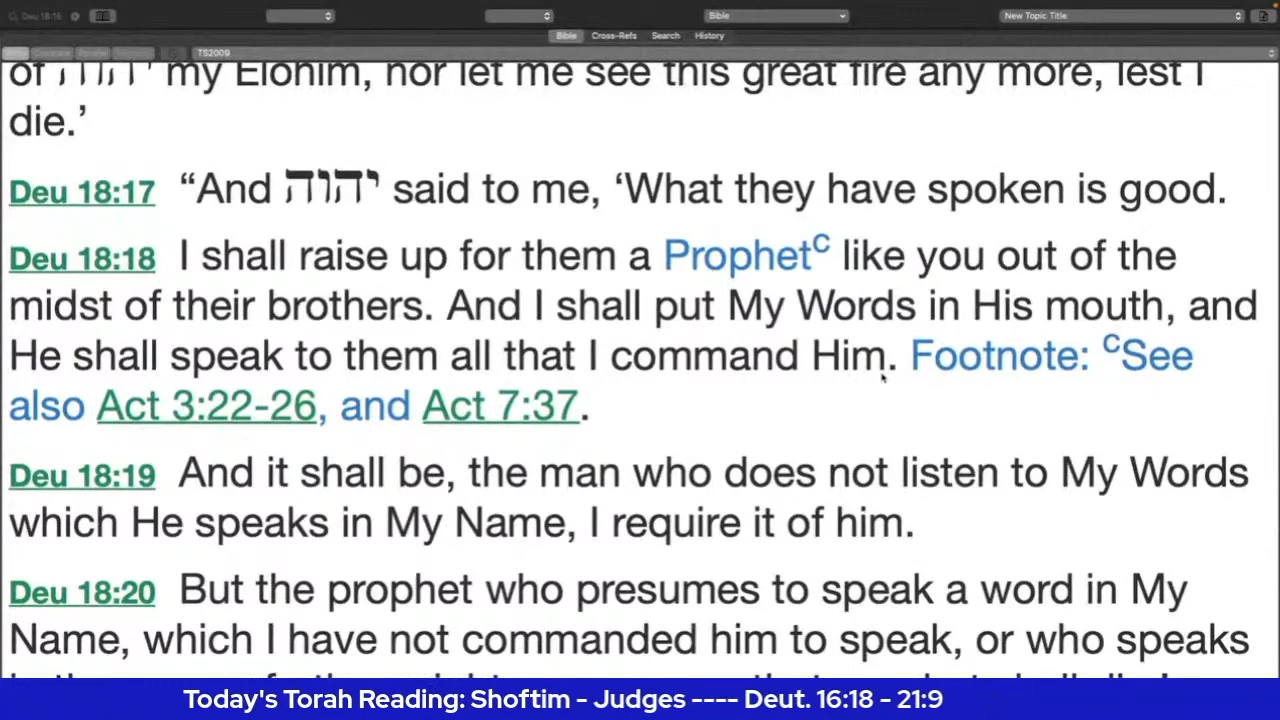 Deu 18:15
Bible
New Topic Title
Bible Cross-Refs Search History
TS2009
of יהוה my Elohim, nor let me see this great fire any more, lest I
die.’
Deu 18:17 “And יהוה said to me, ‘What they have spoken is good.
Deu 18:18 I shall raise up for them a Prophetᶜ like you out of the
midst of their brothers. And I shall put My Words in His mouth, and
He shall speak to them all that I command Him. Footnote: ᶜSee
also Act 3:22-26, and Act 7:37.
Deu 18:19 And it shall be, the man who does not listen to My Words
which He speaks in My Name, I require it of him.
Deu 18:20 But the prophet who presumes to speak a word in My
Name, which I have not commanded him to speak, or who speaks
Today's Torah Reading: Shoftim - Judges ---- Deut. 16:18 - 21:9